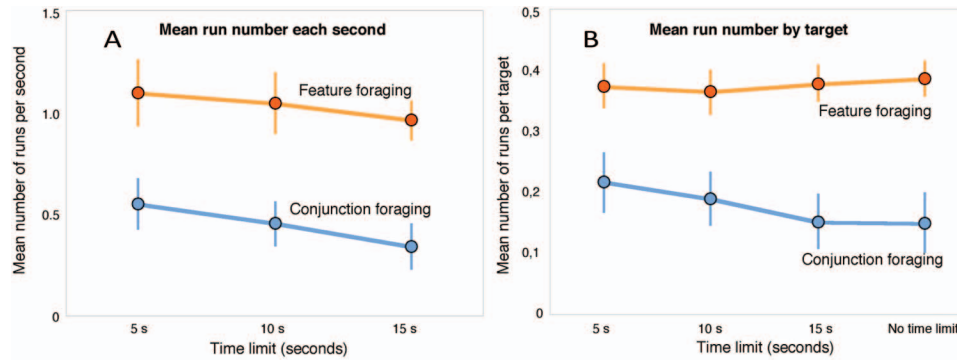 A
Mean run number each second
Mean number of runs per second
1.5
1.0
0.5
0
Feature foraging
Conjunction foraging
5 s 10 s 15 s
Time limit (seconds)
B
Mean run number by target
Mean number of runs per target
0,5
0,4
0,3
0,2
0,1
0
Feature foraging
Conjunction foraging
5 s 10 s 15 s No time limit
Time limit (seconds)